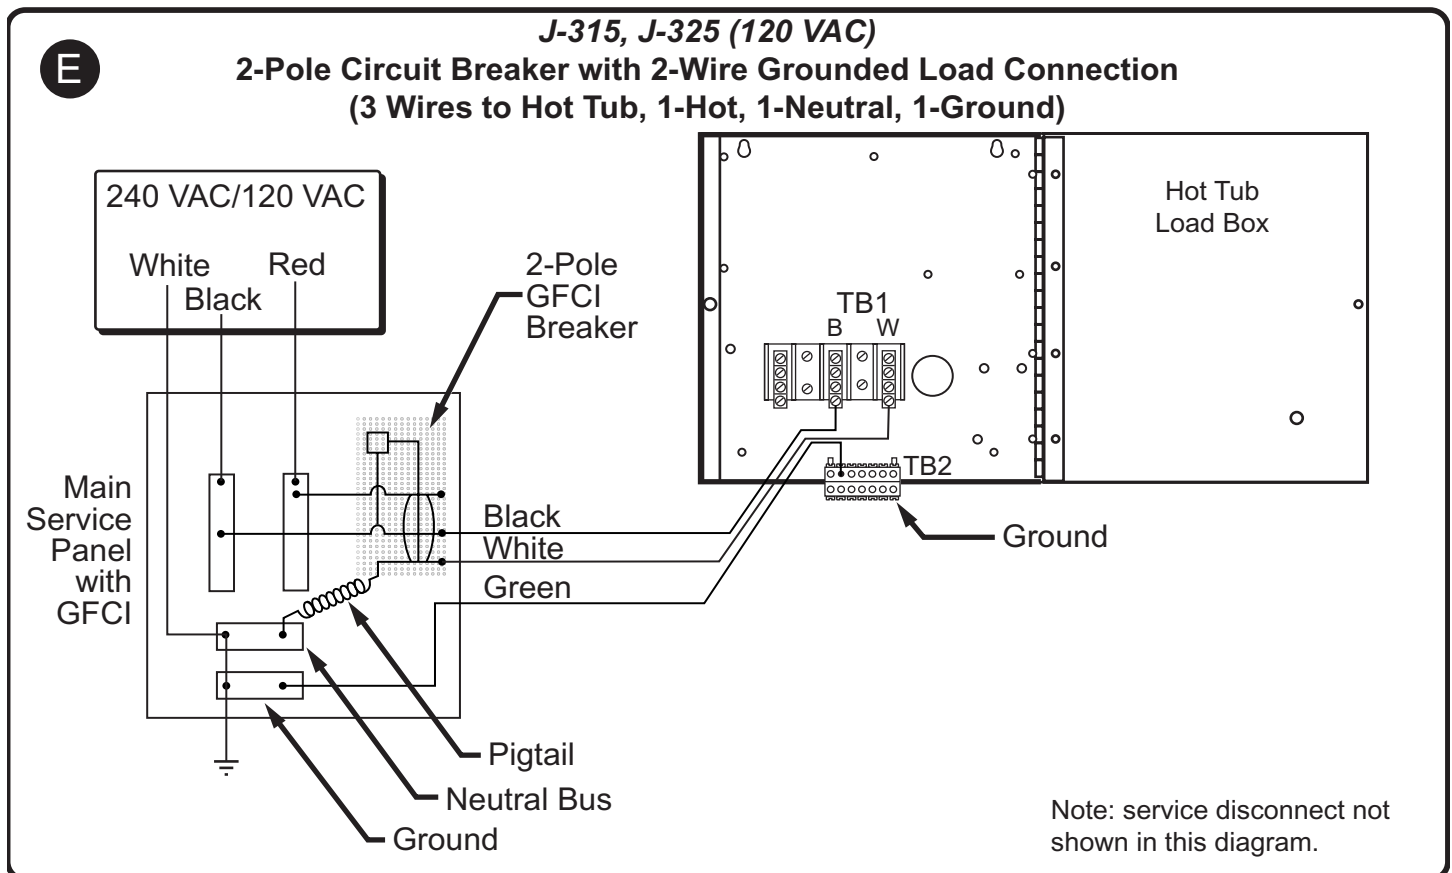 E
J-315, J-325 (120 VAC)
2-Pole Circuit Breaker with 2-Wire Grounded Load Connection
(3 Wires to Hot Tub, 1-Hot, 1-Neutral, 1-Ground)
240 VAC/120 VAC
White
Red
Black
2-Pole
GFCI
Breaker
Hot Tub
Load Box
TB1
B
W
TB2
Ground
Main
Service
Panel
with
GFCI
Black
White
Green
Pigtail
Neutral Bus
Ground
Note: service disconnect not
shown in this diagram.